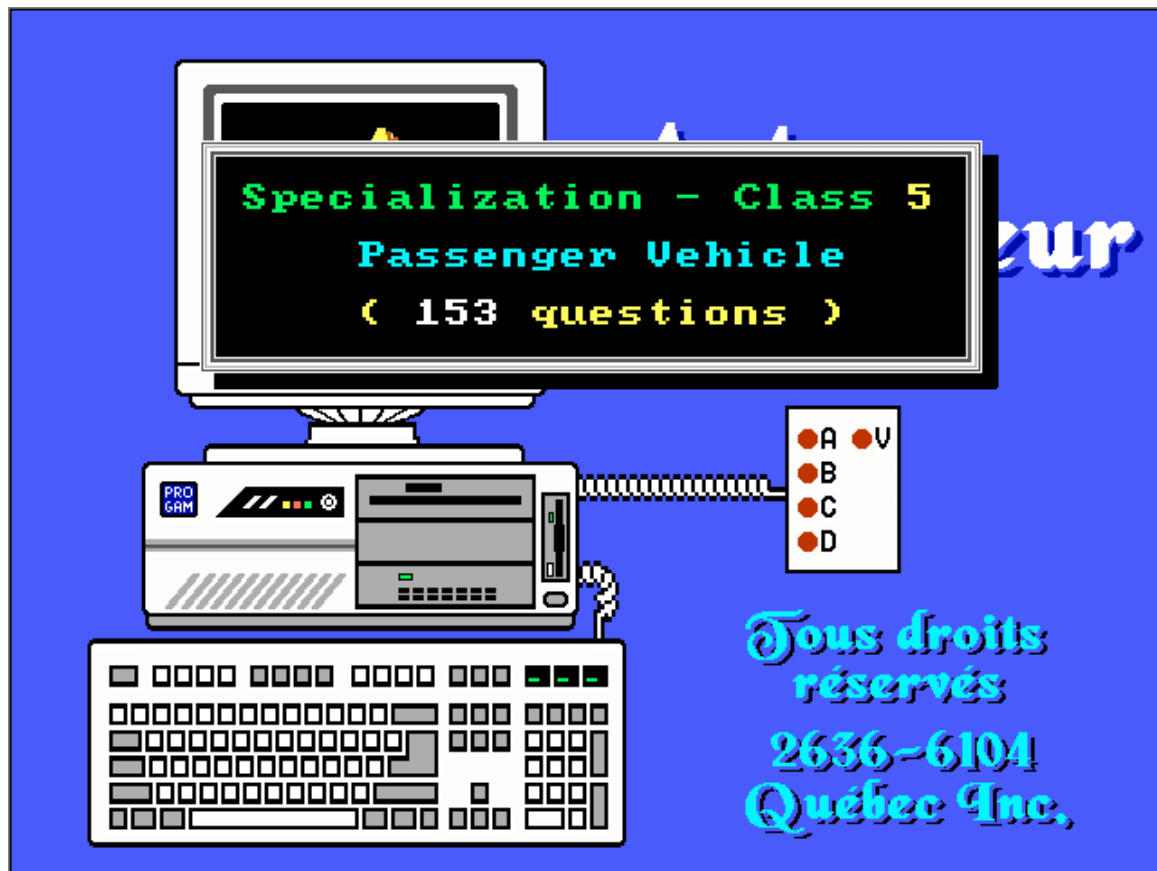 Specialization - Class 5
Passenger Vehicle
( 153 questions )
PRO
GAM
A V
B
C
D
Tous droits
réservés
2636-6104
Québec Inc.